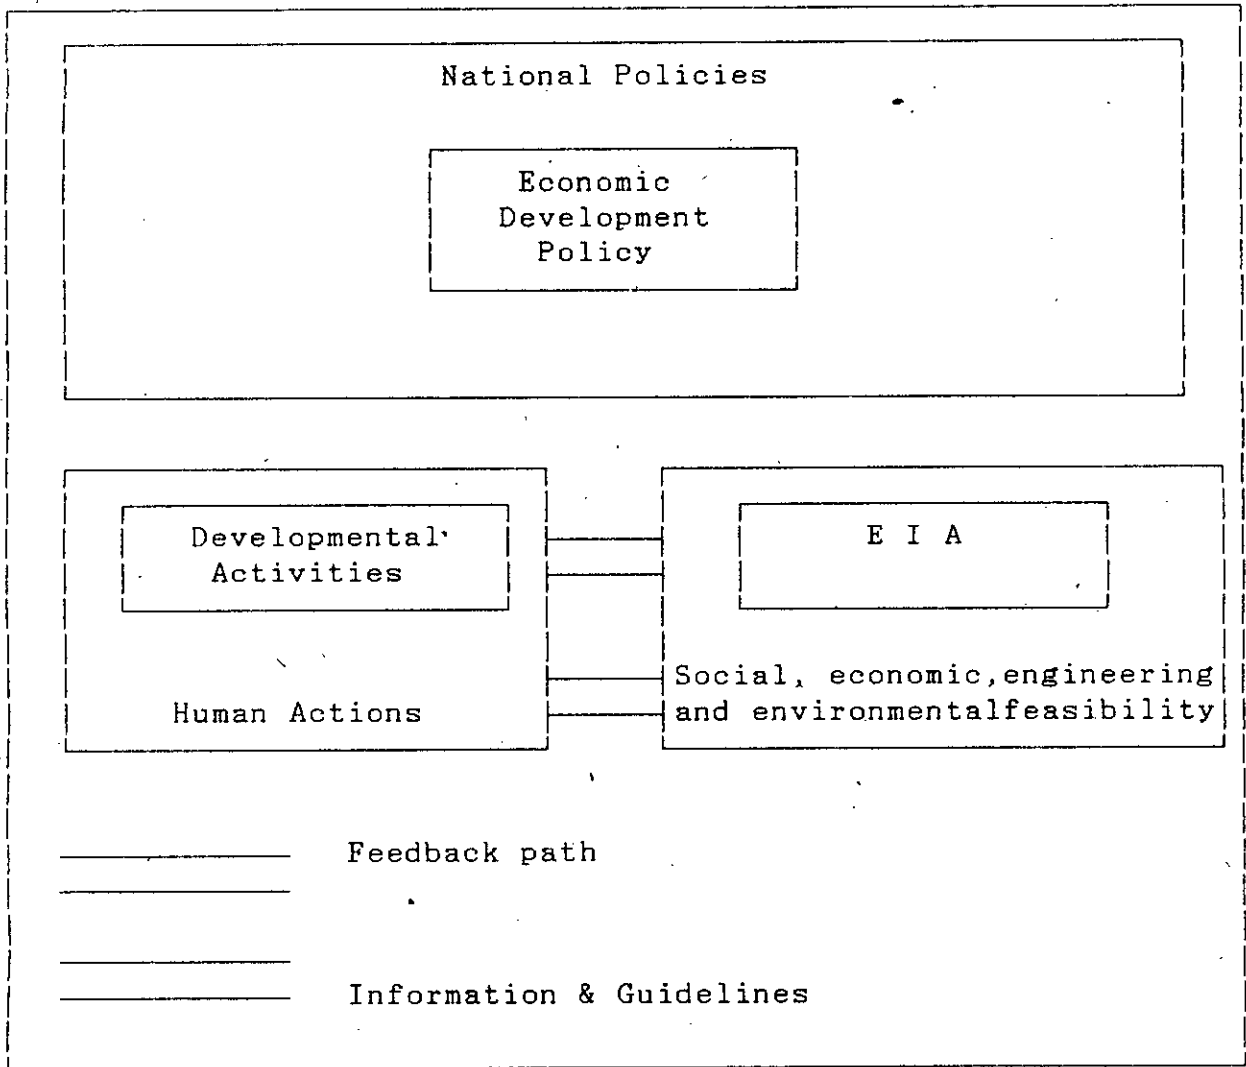 National Policies
Economic
Development
Policy
Developmental
Activities
Human Actions
E I A
Social, economic,engineering
and environmentalfeasibility
Feedback path
Information & Guidelines